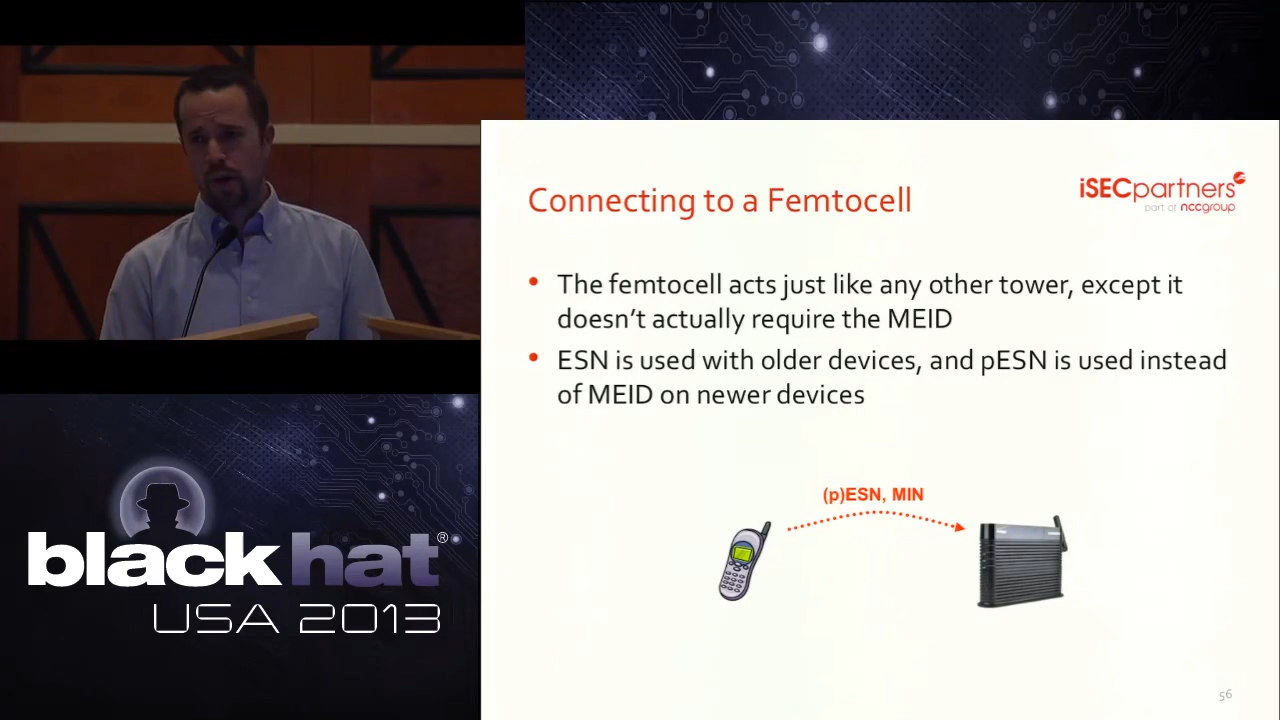 Connecting to a Femtocell
iSECpartners
part of nccgroup
• The femtocell acts just like any other tower, except it
doesn't actually require the MEID
• ESN is used with older devices, and pESN is used instead
of MEID on newer devices
(p)ESN, MIN
black hat®
USA 2013
56